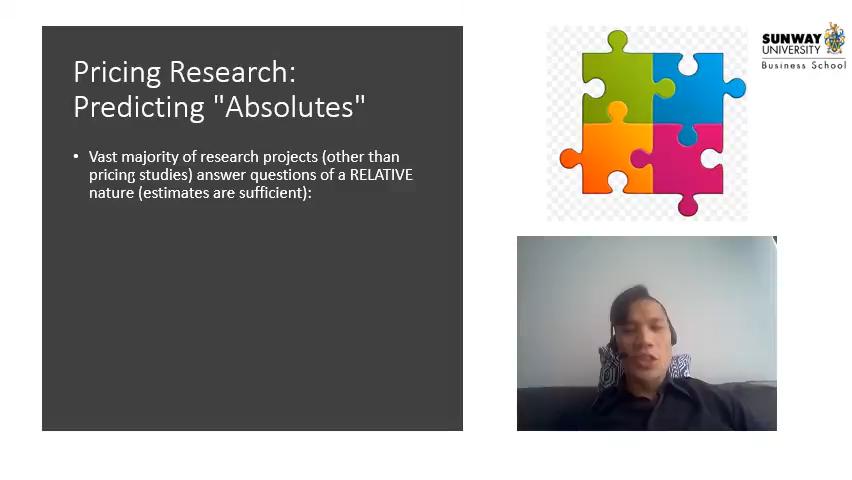 Pricing Research:
Predicting "Absolutes"
• Vast majority of research projects (other than
pricing studies) answer questions of a RELATIVE
nature (estimates are sufficient):
SUNWAY
UNIVERSITY
Business School